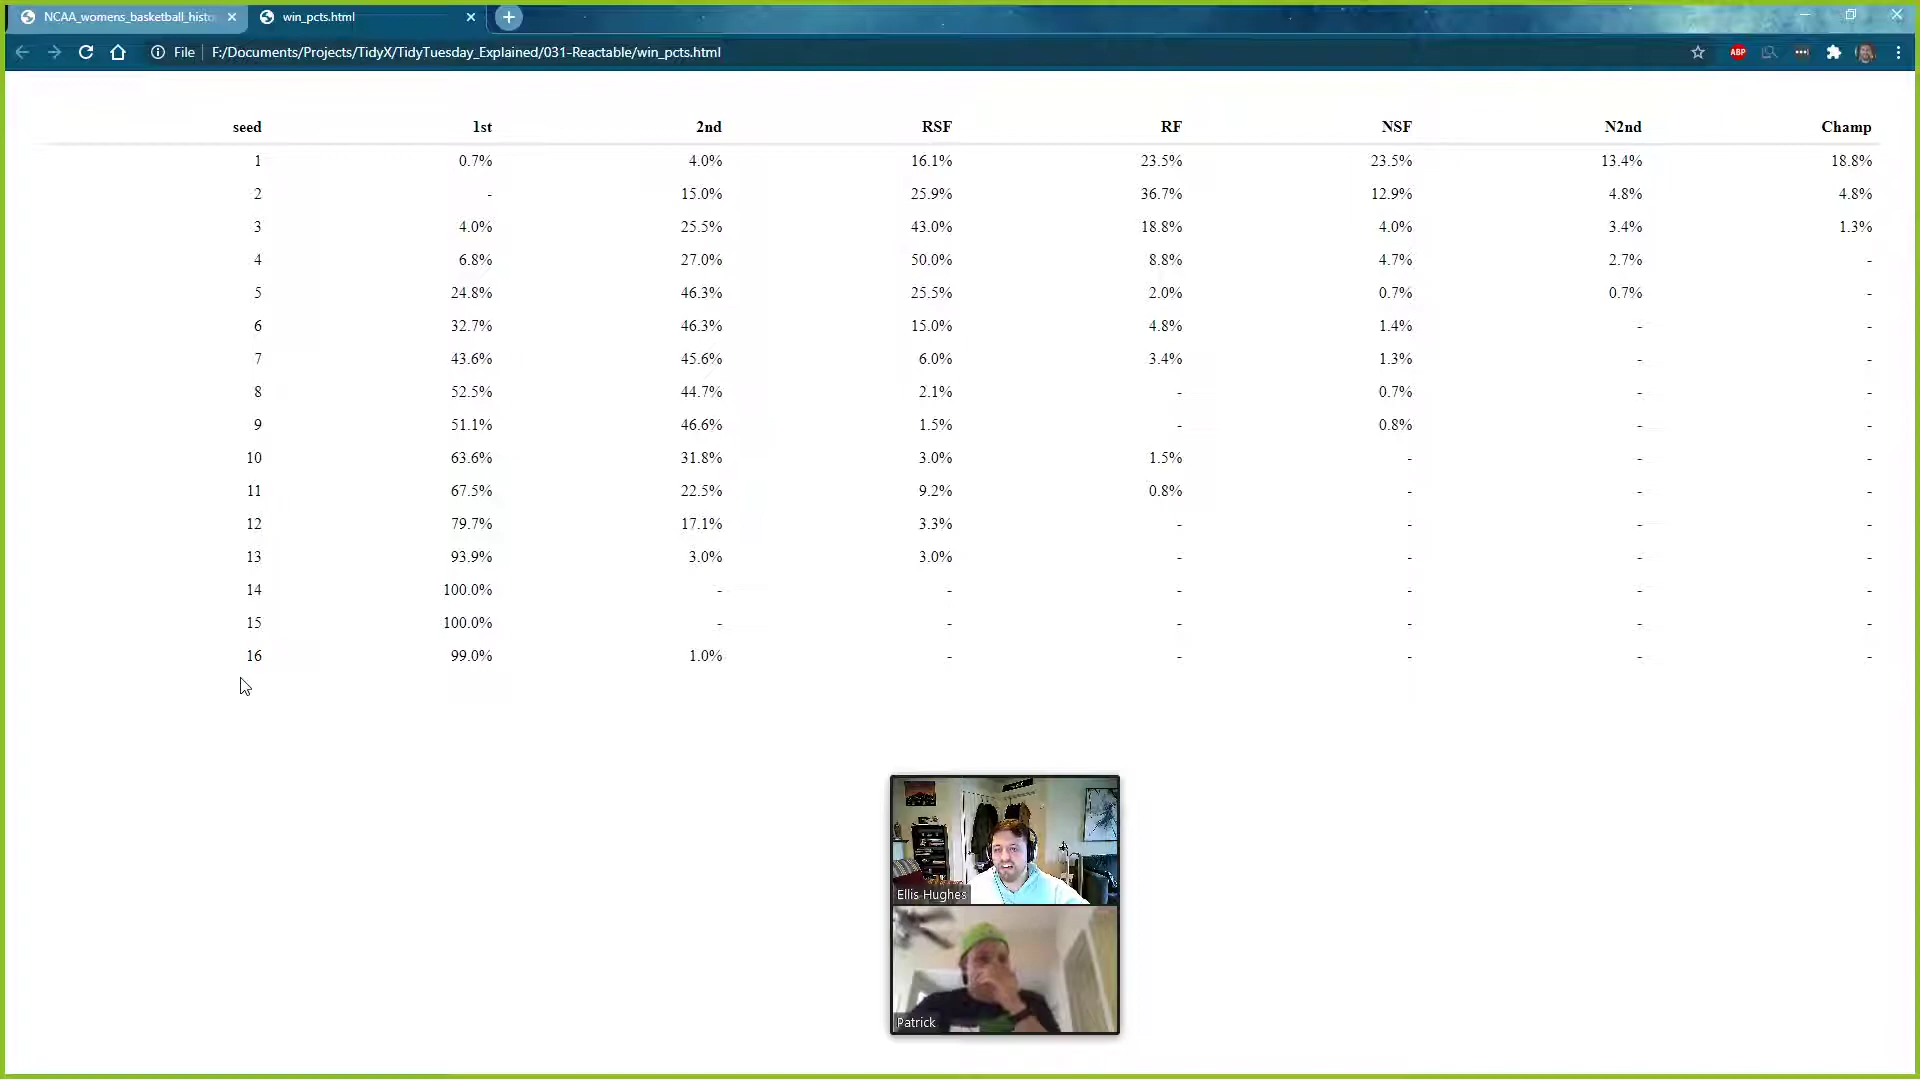 NCAA_womens_basketball_histo
win_pcts.html
File
F:/Documents/Projects/TidyX/TidyTuesday_Explained/031-Reactable/win_pcts.html
ABP
seed 1st 2nd RSF RF NSF N2nd Champ
1 0.7% 4.0% 16.1% 23.5% 23.5% 13.4% 18.8%
2 - 15.0% 25.9% 36.7% 12.9% 4.8% 4.8%
3 4.0% 25.5% 43.0% 18.8% 4.0% 3.4% 1.3%
4 6.8% 27.0% 50.0% 8.8% 4.7% 2.7% -
5 24.8% 46.3% 25.5% 2.0% 0.7% 0.7% -
6 32.7% 46.3% 15.0% 4.8% 1.4% - -
7 43.6% 45.6% 6.0% 3.4% 1.3% - -
8 52.5% 44.7% 2.1% - 0.7% - -
9 51.1% 46.6% 1.5% - 0.8% - -
10 63.6% 31.8% 3.0% 1.5% - - -
11 67.5% 22.5% 9.2% 0.8% - - -
12 79.7% 17.1% 3.3% - - - -
13 93.9% 3.0% 3.0% - - - -
14 100.0% - - - - - -
15 100.0% - - - - - -
16 99.0% 1.0% - - - - -
Ellis Hughes
Patrick